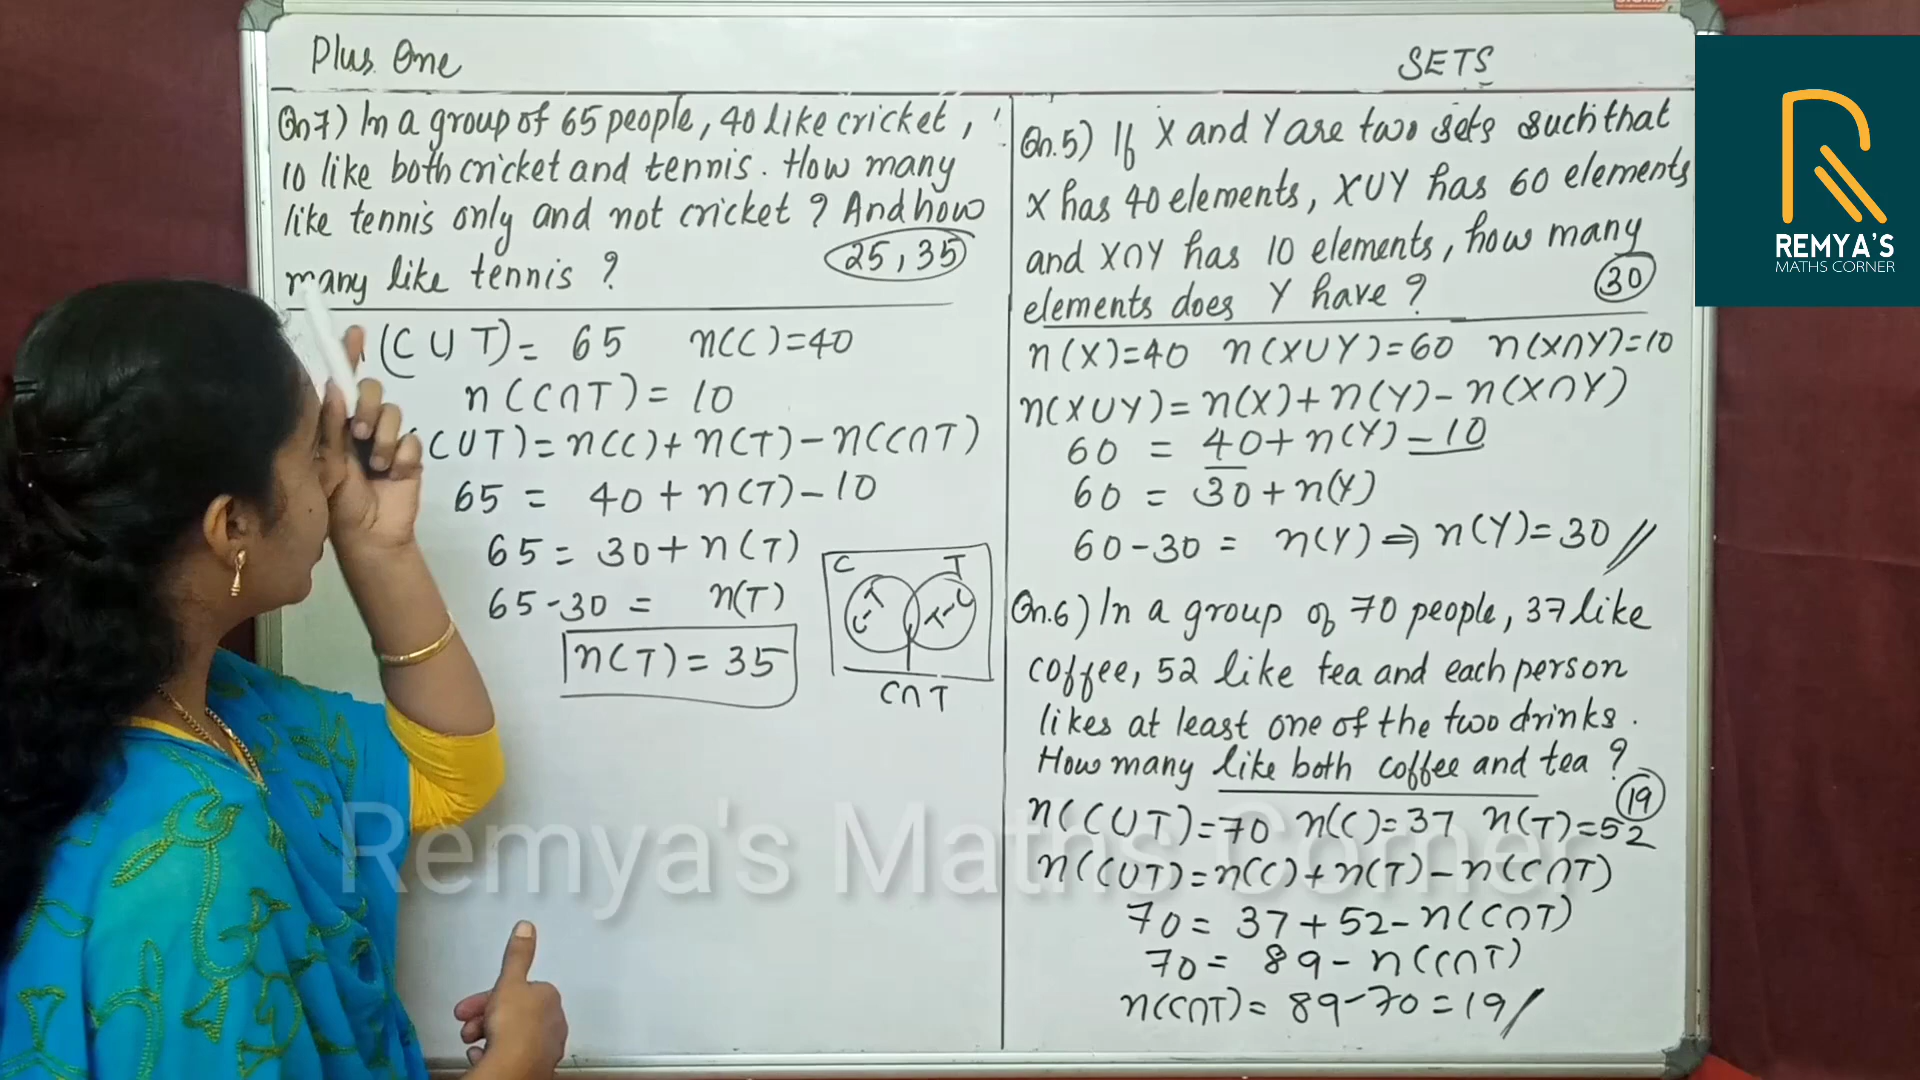 Plus One
SETS
Qn7) In a group of 65 people, 40 like cricket,
10 like both cricket and tennis. How many
like tennis only and not cricket ? And how
many like tennis ?
25, 35
(C∪T) = 65 n(C)=40
n(C∩T) = 10
(C∪T) = n(C)+n(T)-n(C∩T)
65 = 40 + n(T) - 10
65 = 30 + n(T)
65-30 = n(T)
n(T) = 35
C T
C-T T-C
C∩T
Qn.5) If X and Y are two sets such that
X has 40 elements, X∪Y has 60 elements
and X∩Y has 10 elements, how many
elements does Y have ?
30
n(X)=40 n(X∪Y)=60 n(X∩Y)=10
n(X∪Y) = n(X)+n(Y)-n(X∩Y)
60 = 40+n(Y)-10
60 = 30+n(Y)
60-30 = n(Y) ⇒ n(Y)=30//
Qn.6) In a group of 70 people, 37 like
coffee, 52 like tea and each person
likes at least one of the two drinks.
How many like both coffee and tea ?
19
n(C∪T)=70 n(C)=37 n(T)=52
n(C∪T)=n(C)+n(T)-n(C∩T)
70 = 37+52-n(C∩T)
70 = 89-n(C∩T)
n(C∩T) = 89-70 = 19/
REMYA'S
MATHS CORNER
Remya's Maths Corner